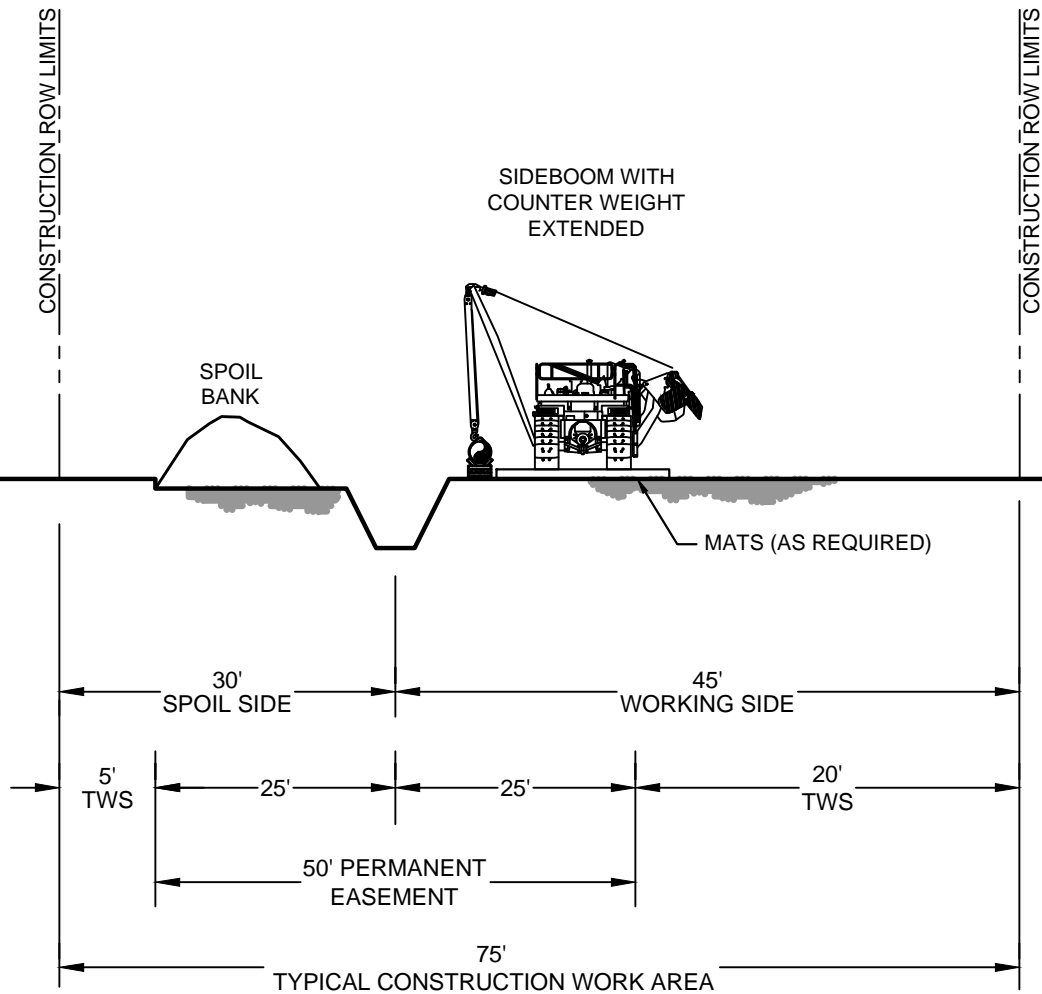 CONSTRUCTION ROW LIMITS
CONSTRUCTION ROW LIMITS
SIDEBOOM WITH
COUNTER WEIGHT
EXTENDED
SPOIL
BANK
MATS (AS REQUIRED)
30'
SPOIL SIDE
45'
WORKING SIDE
5'
TWS
25'
25'
20'
TWS
50' PERMANENT
EASEMENT
75'
TYPICAL CONSTRUCTION WORK AREA